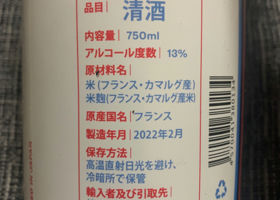 品目 清酒
内容量 750ml
アルコール度数 13%
原材料名
米(フランス・カマルグ産)
米麹(フランス・カマルグ産米)
原産国名 フランス
製造年月 2022年2月
保存方法
高温直射日光を避け、
冷暗所で保管
輸入者及び引取先